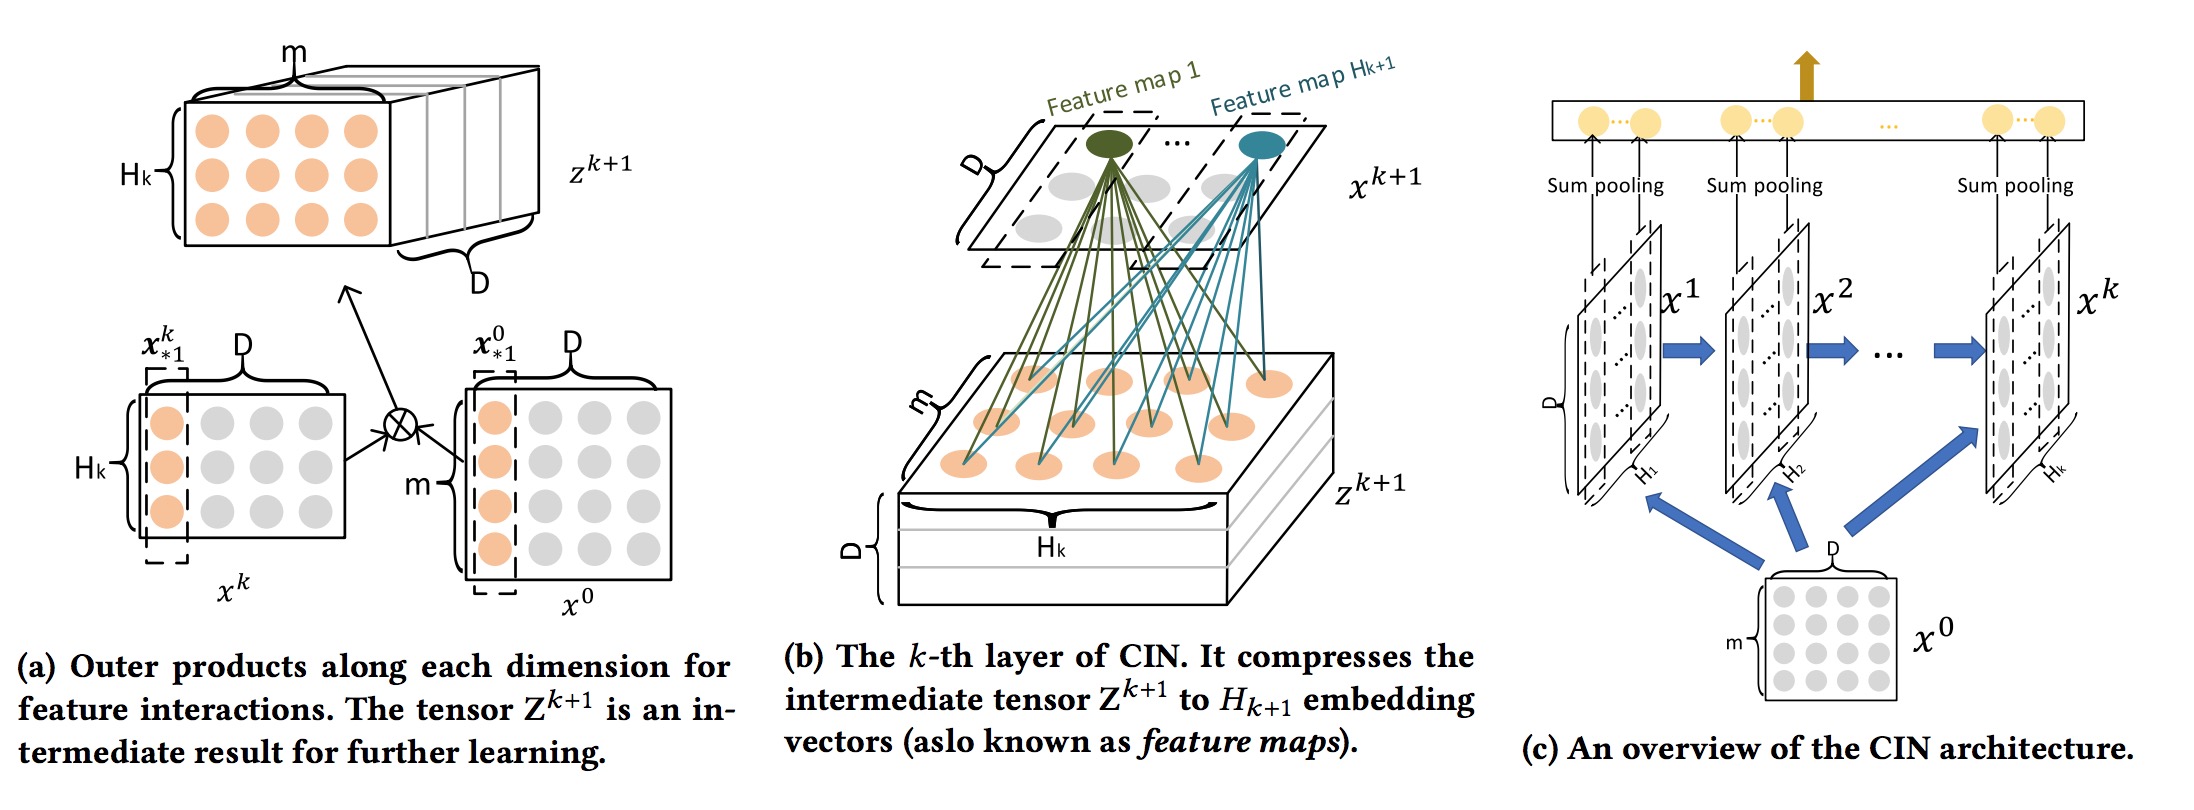 m
Hk
z^{k+1}
D
x^k_{*1}
D
x^0_{*1}
D
Hk
m
x^k
x^0
(a) Outer products along each dimension for
feature interactions. The tensor Z^{k+1} is an in-
termediate result for further learning.
Feature map 1
Feature map Hk+1
D
...
x^{k+1}
m
z^{k+1}
D
Hk
(b) The k-th layer of CIN. It compresses the
intermediate tensor Z^{k+1} to H_{k+1} embedding
vectors (aslo known as feature maps).
... ... ... ...
Sum pooling Sum pooling Sum pooling
x^1
x^2
x^k
D
...
H1
H2
Hk
D
m
x^0
(c) An overview of the CIN architecture.